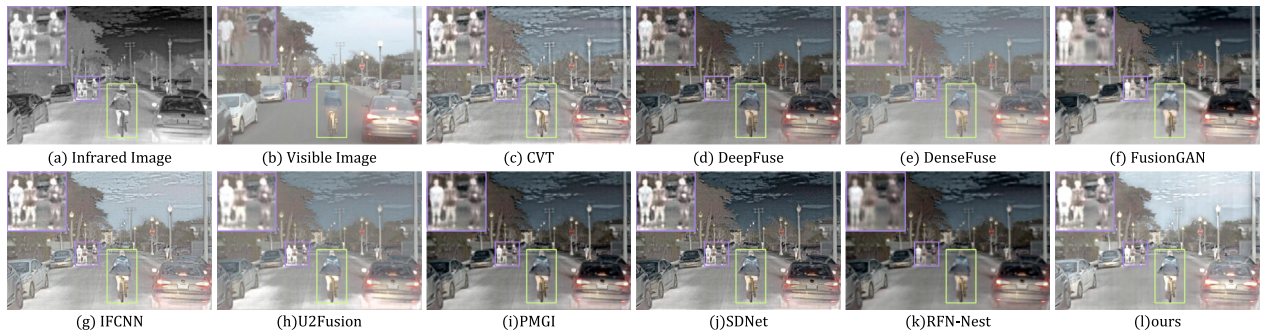 (a) Infrared Image
(b) Visible Image
(c) CVT
(d) DeepFuse
(e) DenseFuse
(f) FusionGAN
(g) IFCNN
(h)U2Fusion
(i)PMGI
(j)SDNet
(k)RFN-Nest
(l)ours